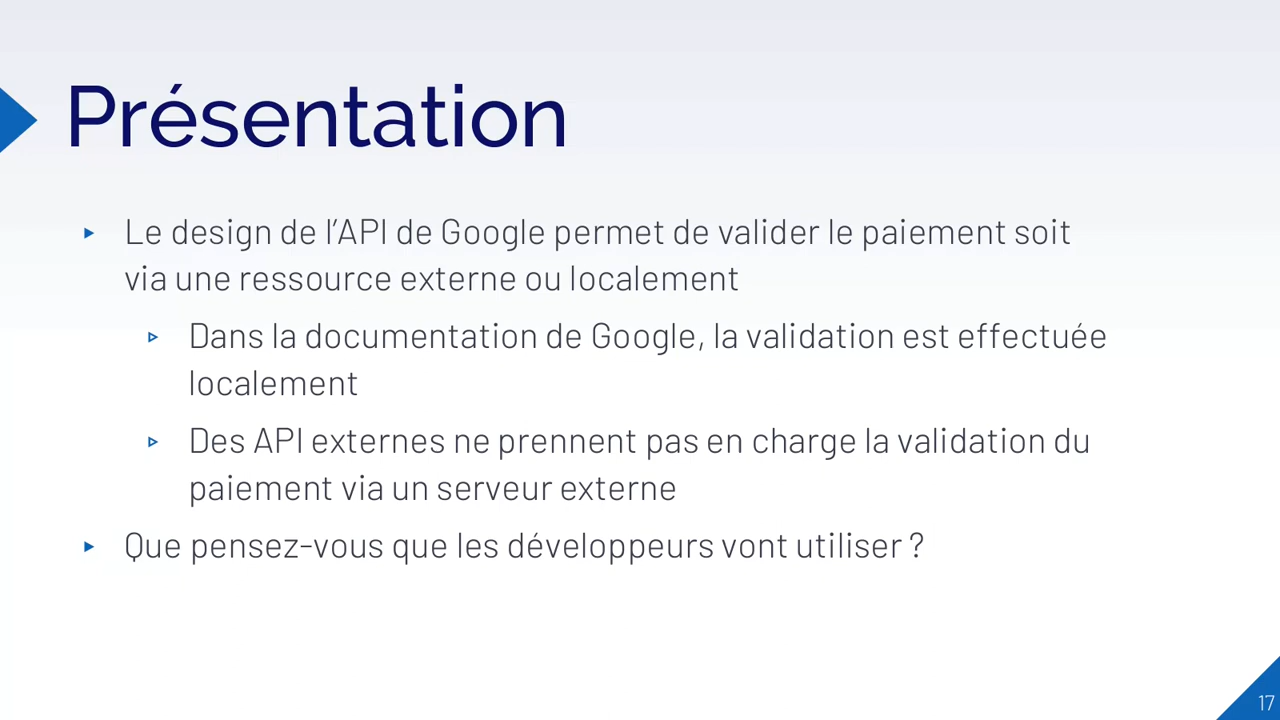 Présentation
Le design de l’API de Google permet de valider le paiement soit
via une ressource externe ou localement
Dans la documentation de Google, la validation est effectuée
localement
Des API externes ne prennent pas en charge la validation du
paiement via un serveur externe
Que pensez-vous que les développeurs vont utiliser ?
17